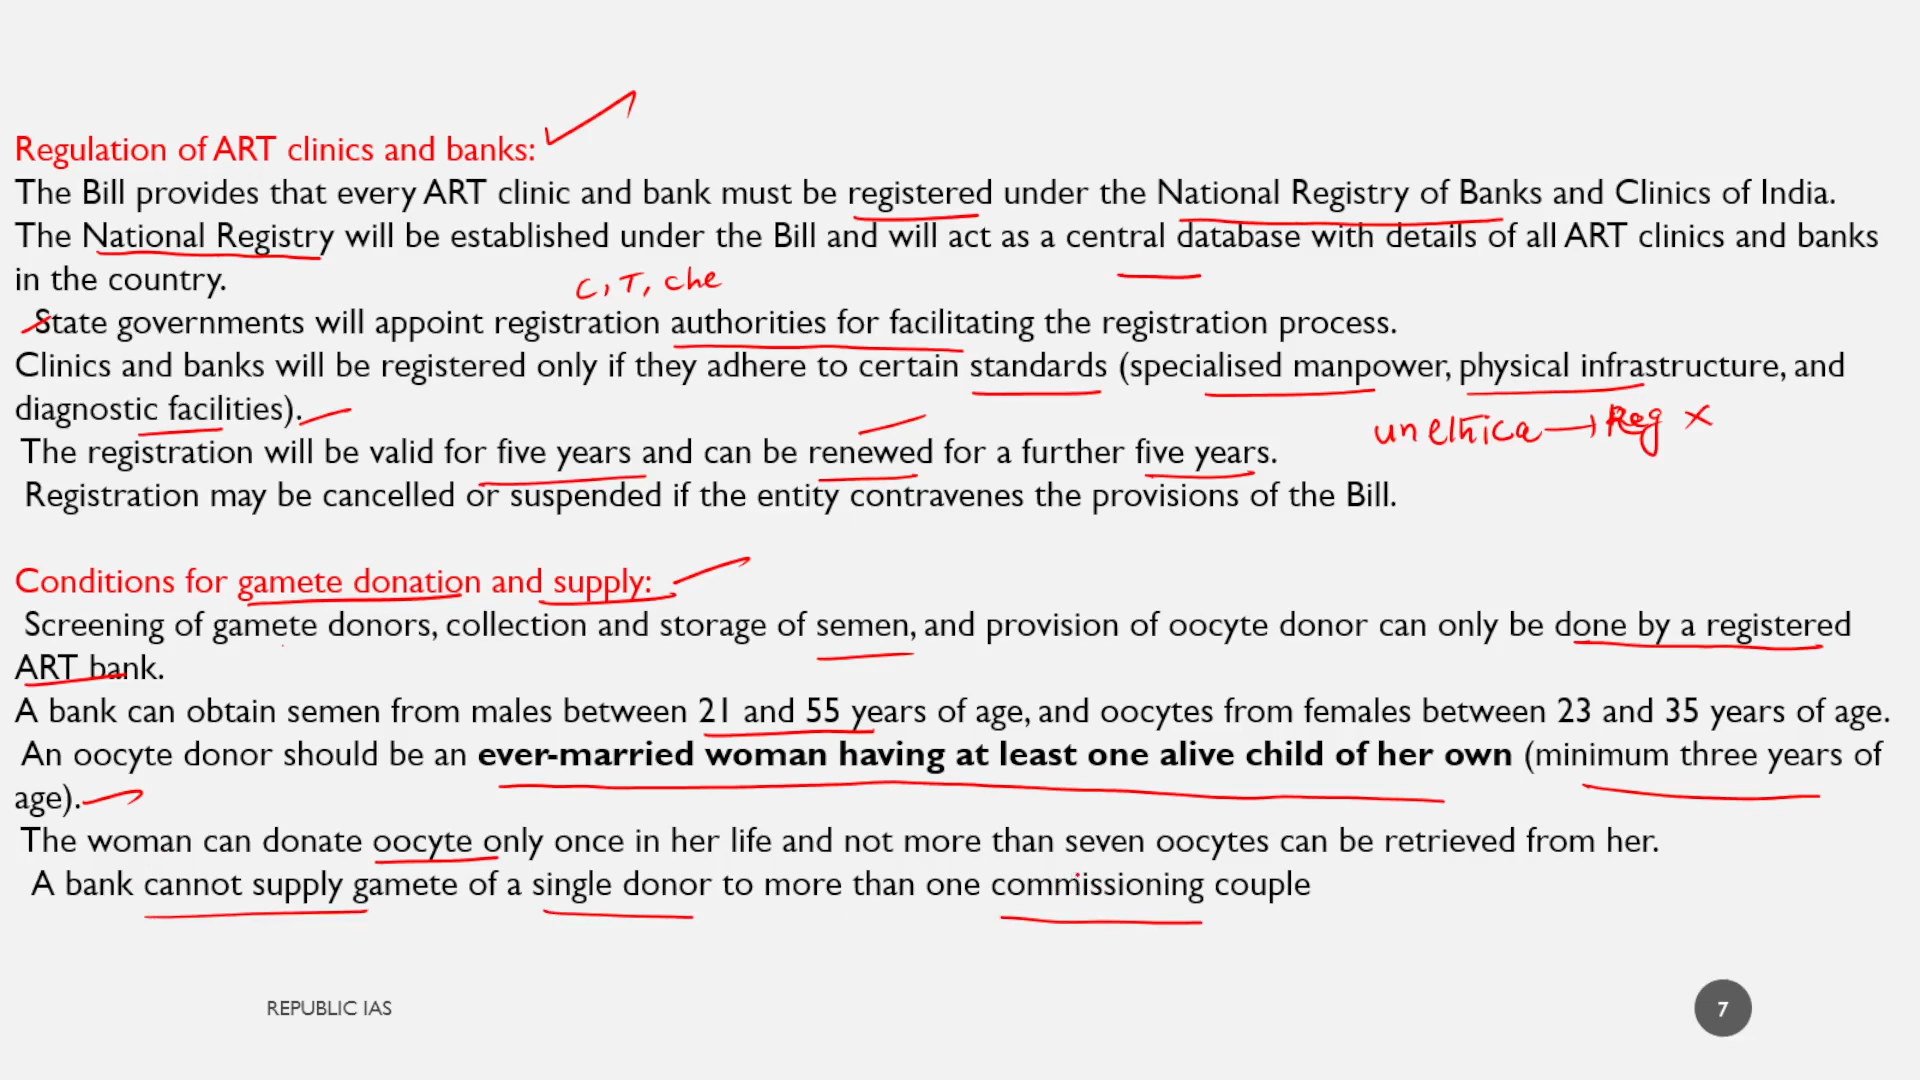 Regulation of ART clinics and banks:
The Bill provides that every ART clinic and bank must be registered under the National Registry of Banks and Clinics of India.
The National Registry will be established under the Bill and will act as a central database with details of all ART clinics and banks
in the country.
C, T, che
State governments will appoint registration authorities for facilitating the registration process.
Clinics and banks will be registered only if they adhere to certain standards (specialised manpower, physical infrastructure, and
diagnostic facilities).
unethica → Reg ×
The registration will be valid for five years and can be renewed for a further five years.
Registration may be cancelled or suspended if the entity contravenes the provisions of the Bill.
Conditions for gamete donation and supply:
Screening of gamete donors, collection and storage of semen, and provision of oocyte donor can only be done by a registered
ART bank.
A bank can obtain semen from males between 21 and 55 years of age, and oocytes from females between 23 and 35 years of age.
An oocyte donor should be an ever-married woman having at least one alive child of her own (minimum three years of
age).
The woman can donate oocyte only once in her life and not more than seven oocytes can be retrieved from her.
A bank cannot supply gamete of a single donor to more than one commissioning couple
REPUBLIC IAS
7